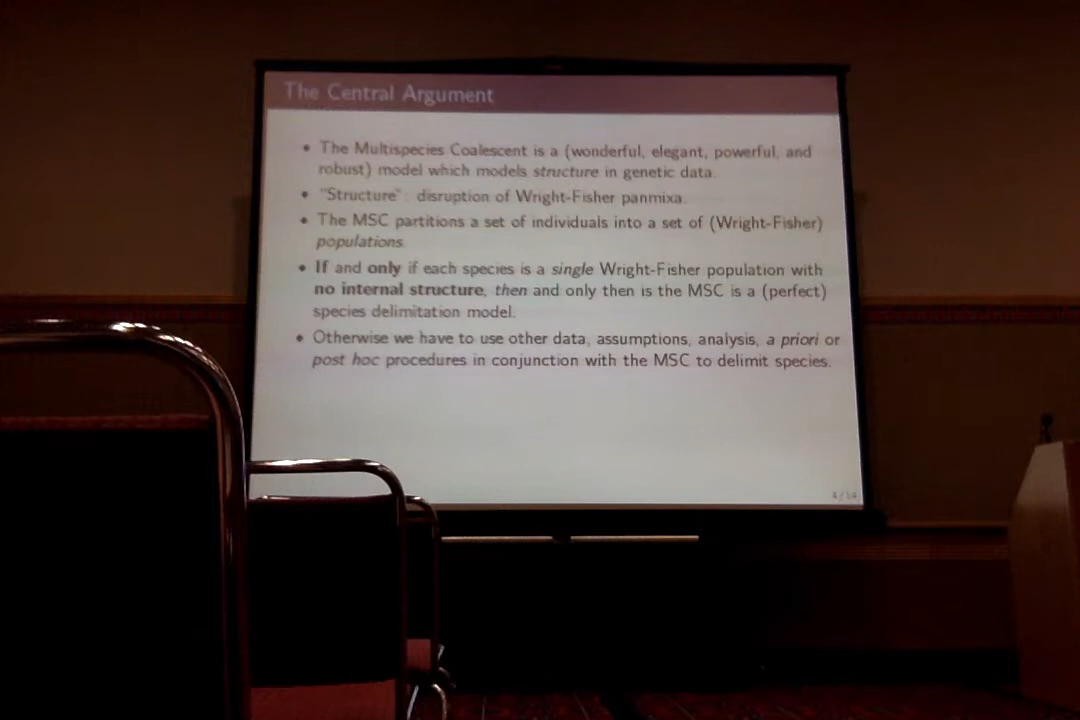 The Central Argument
• The Multispecies Coalescent is a (wonderful, elegant, powerful, and
robust) model which models structure in genetic data.
• "Structure": disruption of Wright-Fisher panmixa.
• The MSC partitions a set of individuals into a set of (Wright-Fisher)
populations.
• If and only if each species is a single Wright-Fisher population with
no internal structure, then and only then is the MSC is a (perfect)
species delimitation model.
• Otherwise we have to use other data, assumptions, analysis, a priori or
post hoc procedures in conjunction with the MSC to delimit species.
4/14